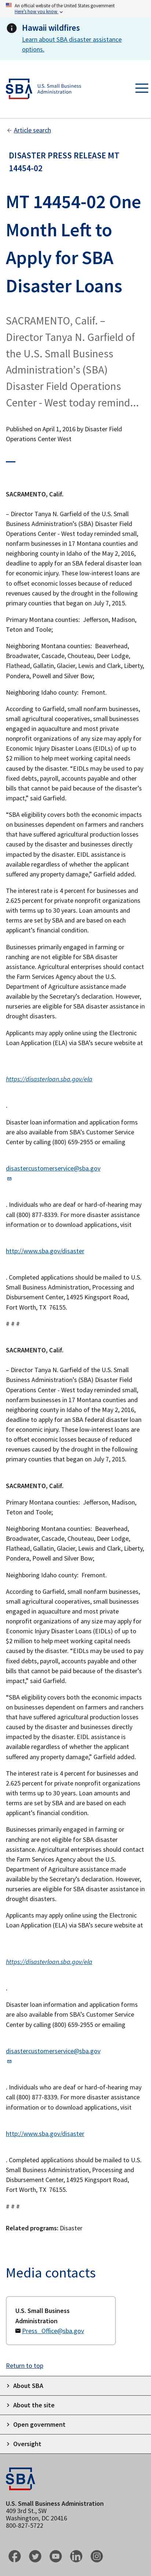 An official website of the United States government
Here's how you know
Hawaii wildfires
Learn about SBA disaster assistance
options.
SBA
U.S. Small Business
Administration
Article search
DISASTER PRESS RELEASE MT
14454-02
MT 14454-02 One
Month Left to
Apply for SBA
Disaster Loans
SACRAMENTO, Calif. –
Director Tanya N. Garfield of
the U.S. Small Business
Administration's (SBA)
Disaster Field Operations
Center - West today remind...
Published on April 1, 2016 by Disaster Field
Operations Center West
SACRAMENTO, Calif.
– Director Tanya N. Garfield of the U.S. Small
Business Administration's (SBA) Disaster Field
Operations Center - West today reminded small,
nonfarm businesses in 17 Montana counties and
neighboring county in Idaho of the May 2, 2016,
deadline to apply for an SBA federal disaster loan
for economic injury. These low-interest loans are
to offset economic losses because of reduced
revenues caused by the drought in the following
primary counties that began on July 7, 2015.
Primary Montana counties: Jefferson, Madison,
Teton and Toole;
Neighboring Montana counties: Beaverhead,
Broadwater, Cascade, Chouteau, Deer Lodge,
Flathead, Gallatin, Glacier, Lewis and Clark, Liberty,
Pondera, Powell and Silver Bow;
Neighboring Idaho county: Fremont.
According to Garfield, small nonfarm businesses,
small agricultural cooperatives, small businesses
engaged in aquaculture and most private
nonprofit organizations of any size may apply for
Economic Injury Disaster Loans (EIDLs) of up to
$2 million to help meet working capital needs
caused by the disaster. "EIDLs may be used to pay
fixed debts, payroll, accounts payable and other
bills that cannot be paid because of the disaster's
impact," said Garfield.
"SBA eligibility covers both the economic impacts
on businesses dependent on farmers and ranchers
that have suffered agricultural production losses
caused by the disaster and businesses directly
impacted by the disaster. EIDL assistance is
available regardless of whether the applicant
suffered any property damage," Garfield added.
The interest rate is 4 percent for businesses and
2.625 percent for private nonprofit organizations
with terms up to 30 years. Loan amounts and
terms are set by SBA and are based on each
applicant's financial condition.
Businesses primarily engaged in farming or
ranching are not eligible for SBA disaster
assistance. Agricultural enterprises should contact
the Farm Service Agency about the U.S.
Department of Agriculture assistance made
available by the Secretary's declaration. However,
nurseries are eligible for SBA disaster assistance in
drought disasters.
Applicants may apply online using the Electronic
Loan Application (ELA) via SBA's secure website at
https://disasterloan.sba.gov/ela
.
Disaster loan information and application forms
are also available from SBA's Customer Service
Center by calling (800) 659-2955 or emailing
disastercustomerservice@sba.gov
. Individuals who are deaf or hard-of-hearing may
call (800) 877-8339. For more disaster assistance
information or to download applications, visit
http://www.sba.gov/disaster
. Completed applications should be mailed to U.S.
Small Business Administration, Processing and
Disbursement Center, 14925 Kingsport Road,
Fort Worth, TX 76155.
# # #
SACRAMENTO, Calif.
– Director Tanya N. Garfield of the U.S. Small
Business Administration's (SBA) Disaster Field
Operations Center - West today reminded small,
nonfarm businesses in 17 Montana counties and
neighboring county in Idaho of the May 2, 2016,
deadline to apply for an SBA federal disaster loan
for economic injury. These low-interest loans are
to offset economic losses because of reduced
revenues caused by the drought in the following
primary counties that began on July 7, 2015.
SACRAMENTO, Calif.
Primary Montana counties: Jefferson, Madison,
Teton and Toole;
Neighboring Montana counties: Beaverhead,
Broadwater, Cascade, Chouteau, Deer Lodge,
Flathead, Gallatin, Glacier, Lewis and Clark, Liberty,
Pondera, Powell and Silver Bow;
Neighboring Idaho county: Fremont.
According to Garfield, small nonfarm businesses,
small agricultural cooperatives, small businesses
engaged in aquaculture and most private
nonprofit organizations of any size may apply for
Economic Injury Disaster Loans (EIDLs) of up to
$2 million to help meet working capital needs
caused by the disaster. "EIDLs may be used to pay
fixed debts, payroll, accounts payable and other
bills that cannot be paid because of the disaster's
impact," said Garfield.
"SBA eligibility covers both the economic impacts
on businesses dependent on farmers and ranchers
that have suffered agricultural production losses
caused by the disaster and businesses directly
impacted by the disaster. EIDL assistance is
available regardless of whether the applicant
suffered any property damage," Garfield added.
The interest rate is 4 percent for businesses and
2.625 percent for private nonprofit organizations
with terms up to 30 years. Loan amounts and
terms are set by SBA and are based on each
applicant's financial condition.
Businesses primarily engaged in farming or
ranching are not eligible for SBA disaster
assistance. Agricultural enterprises should contact
the Farm Service Agency about the U.S.
Department of Agriculture assistance made
available by the Secretary's declaration. However,
nurseries are eligible for SBA disaster assistance in
drought disasters.
Applicants may apply online using the Electronic
Loan Application (ELA) via SBA's secure website at
https://disasterloan.sba.gov/ela
.
Disaster loan information and application forms
are also available from SBA's Customer Service
Center by calling (800) 659-2955 or emailing
disastercustomerservice@sba.gov
. Individuals who are deaf or hard-of-hearing may
call (800) 877-8339. For more disaster assistance
information or to download applications, visit
http://www.sba.gov/disaster
. Completed applications should be mailed to U.S.
Small Business Administration, Processing and
Disbursement Center, 14925 Kingsport Road,
Fort Worth, TX 76155.
# # #
Related programs: Disaster
Media contacts
U.S. Small Business
Administration
Press_Office@sba.gov
Return to top
About SBA
About the site
Open government
Oversight
SBA
U.S. Small Business Administration
409 3rd St., SW
Washington, DC 20416
800-827-5722